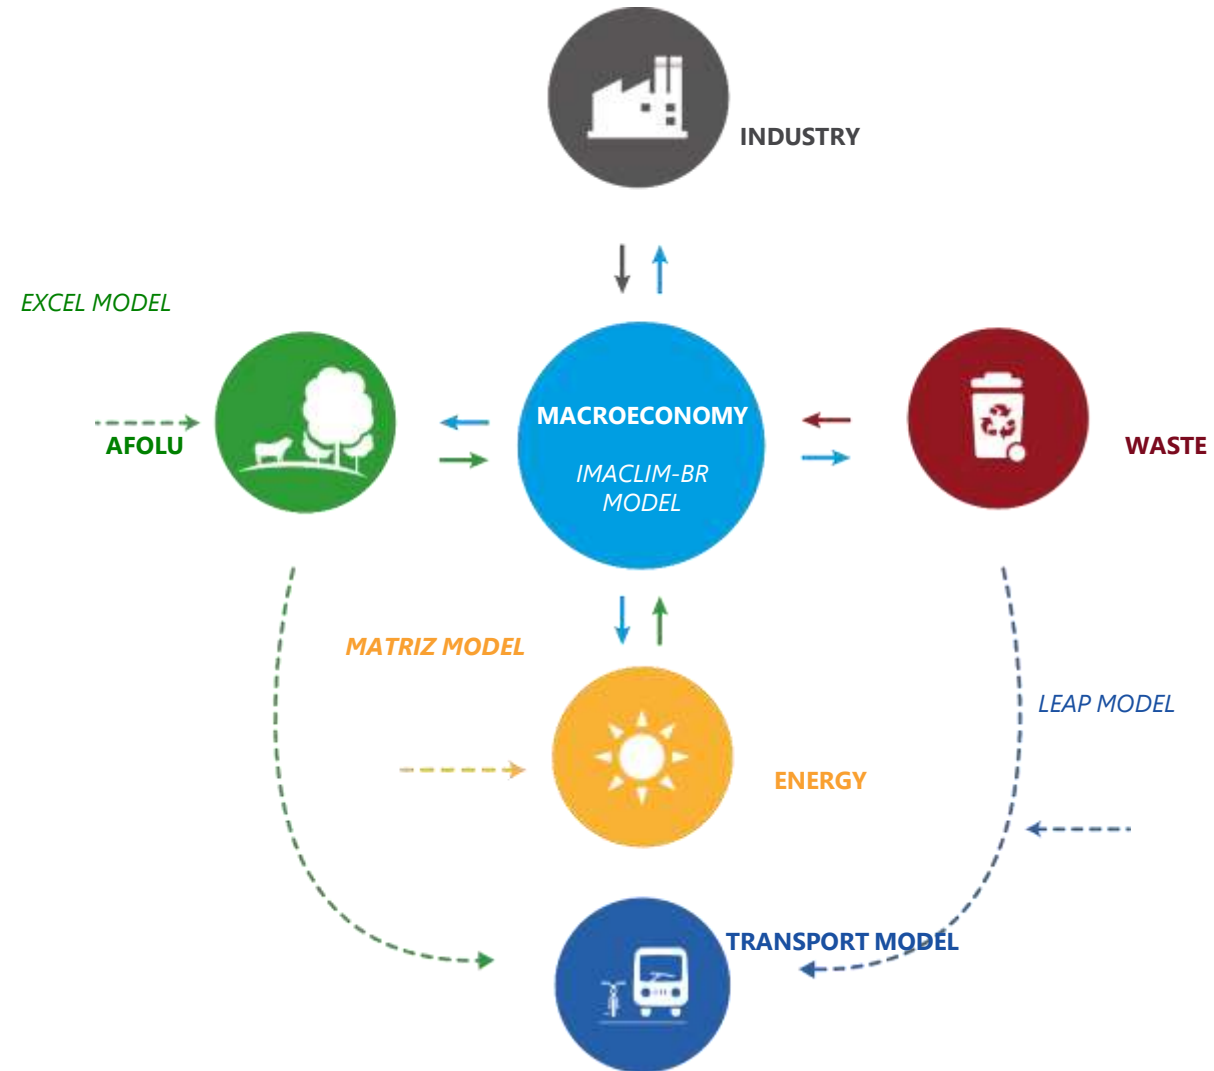 INDUSTRY
EXCEL MODEL
AFOLU
MACROECONOMY
IMACLIM-BR
MODEL
WASTE
MATRIZ MODEL
LEAP MODEL
ENERGY
TRANSPORT MODEL